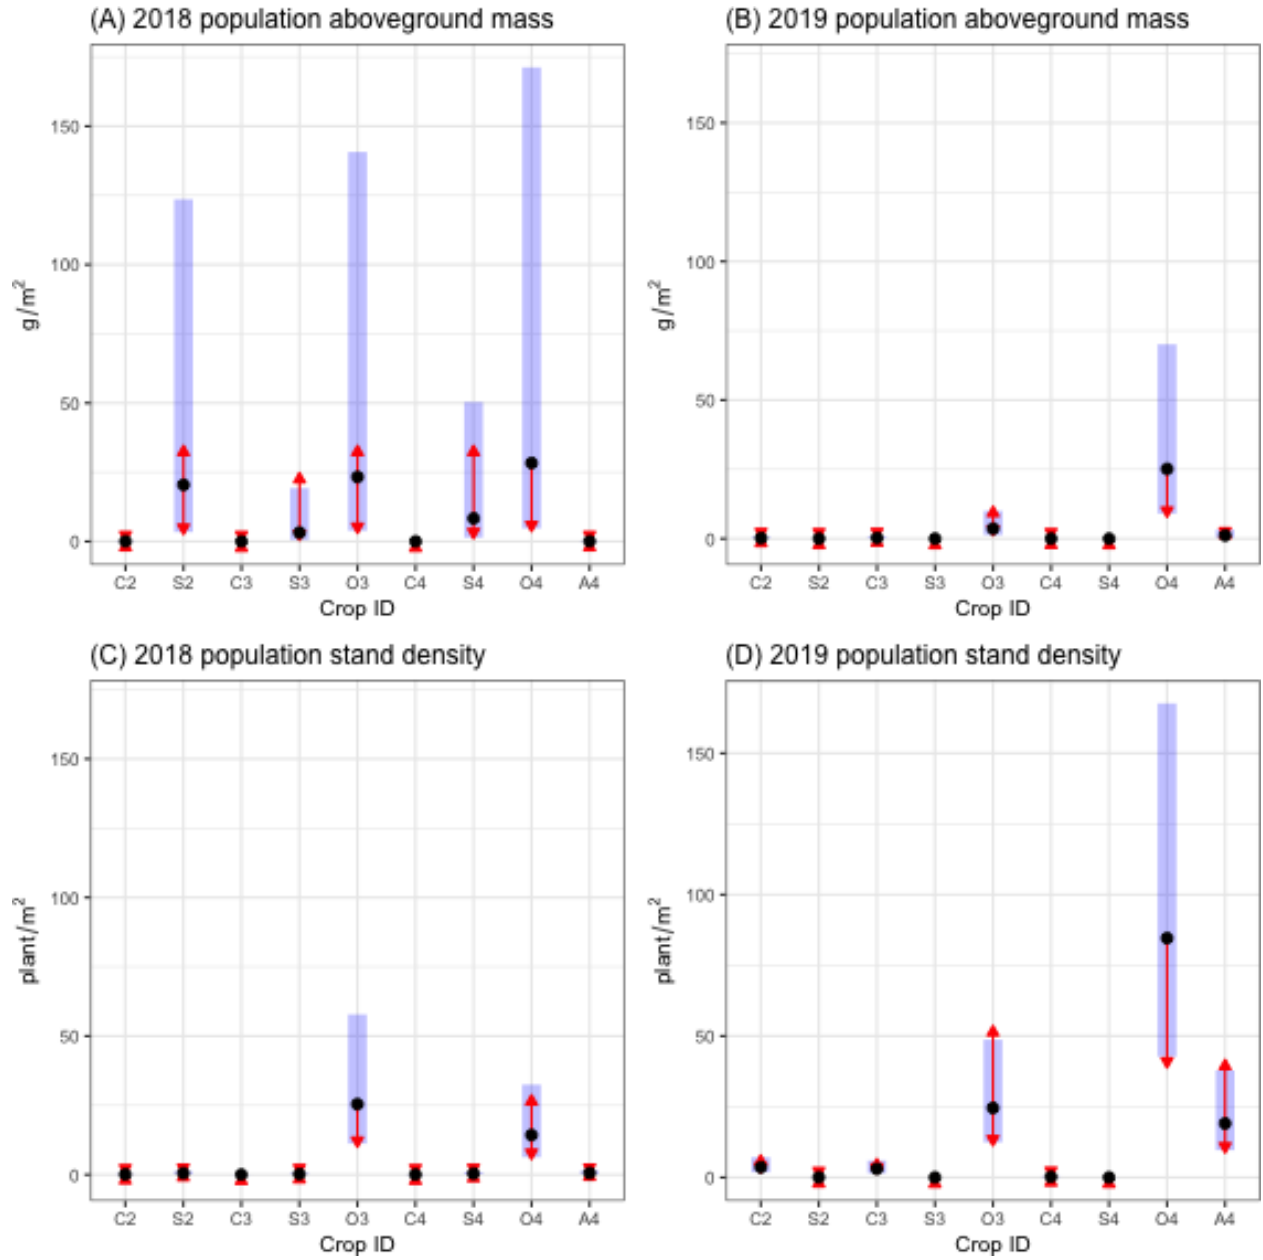 (A) 2018 population aboveground mass
150
100
50
0
g/m²
C2 S2 C3 S3 O3 C4 S4 O4 A4
Crop ID
(B) 2019 population aboveground mass
150
100
50
0
g/m²
C2 S2 C3 S3 O3 C4 S4 O4 A4
Crop ID
(C) 2018 population stand density
150
100
50
0
plant/m²
C2 S2 C3 S3 O3 C4 S4 O4 A4
Crop ID
(D) 2019 population stand density
150
100
50
0
plant/m²
C2 S2 C3 S3 O3 C4 S4 O4 A4
Crop ID